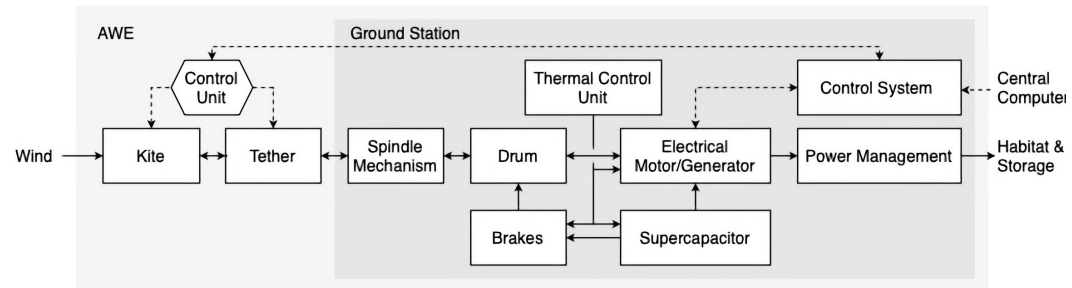 AWE
Ground Station
Control
Unit
Thermal Control
Unit
Control System
Central
Computer
Wind
Kite
Tether
Spindle
Mechanism
Drum
Electrical
Motor/Generator
Power Management
Habitat &
Storage
Brakes
Supercapacitor